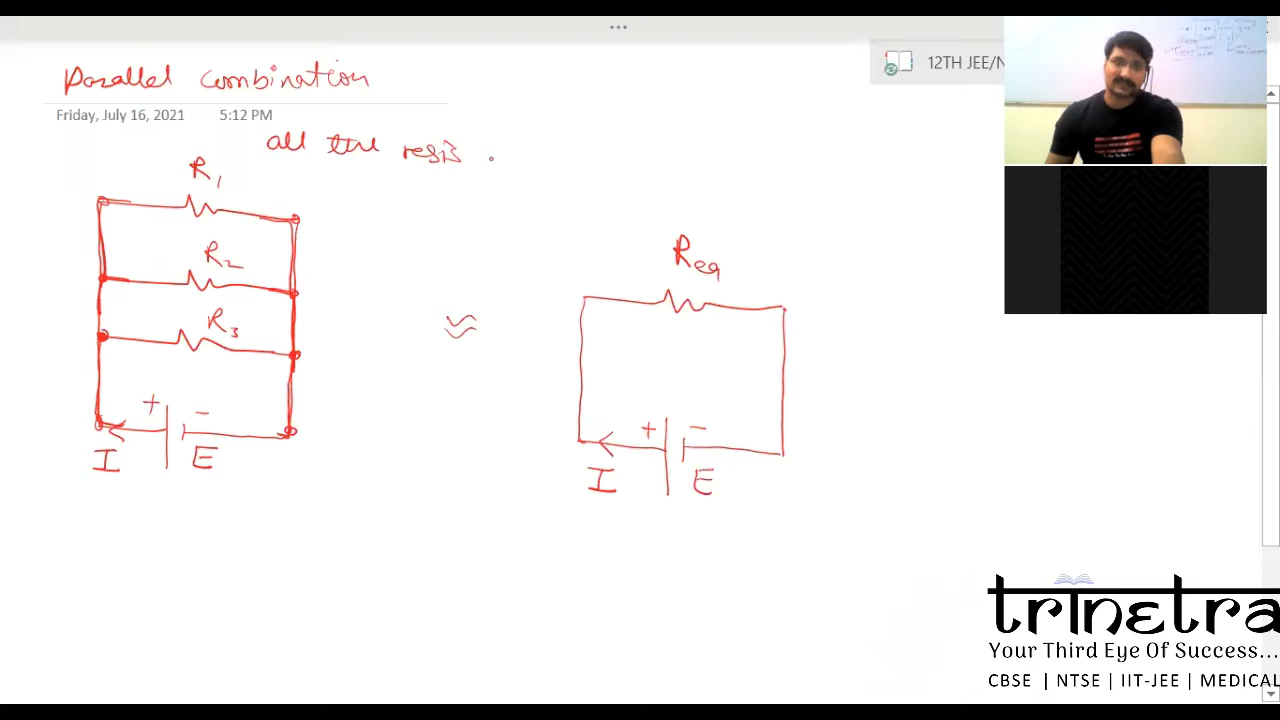 Parallel combination
12TH JEE/N
Friday, July 16, 2021 5:12 PM
all the resis
R1
R2
Req
R3
+ -
+ -
I E
I E
trinetra
Your Third Eye Of Success...
CBSE | NTSE | IIT-JEE | MEDICAL